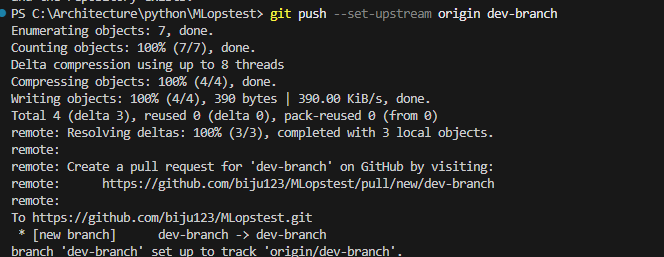 PS C:\Architecture\python\MLopstest> git push --set-upstream origin dev-branch
Enumerating objects: 7, done.
Counting objects: 100% (7/7), done.
Delta compression using up to 8 threads
Compressing objects: 100% (4/4), done.
Writing objects: 100% (4/4), 390 bytes | 390.00 KiB/s, done.
Total 4 (delta 3), reused 0 (delta 0), pack-reused 0 (from 0)
remote: Resolving deltas: 100% (3/3), completed with 3 local objects.
remote:
remote: Create a pull request for 'dev-branch' on GitHub by visiting:
remote:      https://github.com/biju123/MLopstest/pull/new/dev-branch
remote:
To https://github.com/biju123/MLopstest.git
 * [new branch]      dev-branch -> dev-branch
branch 'dev-branch' set up to track 'origin/dev-branch'.